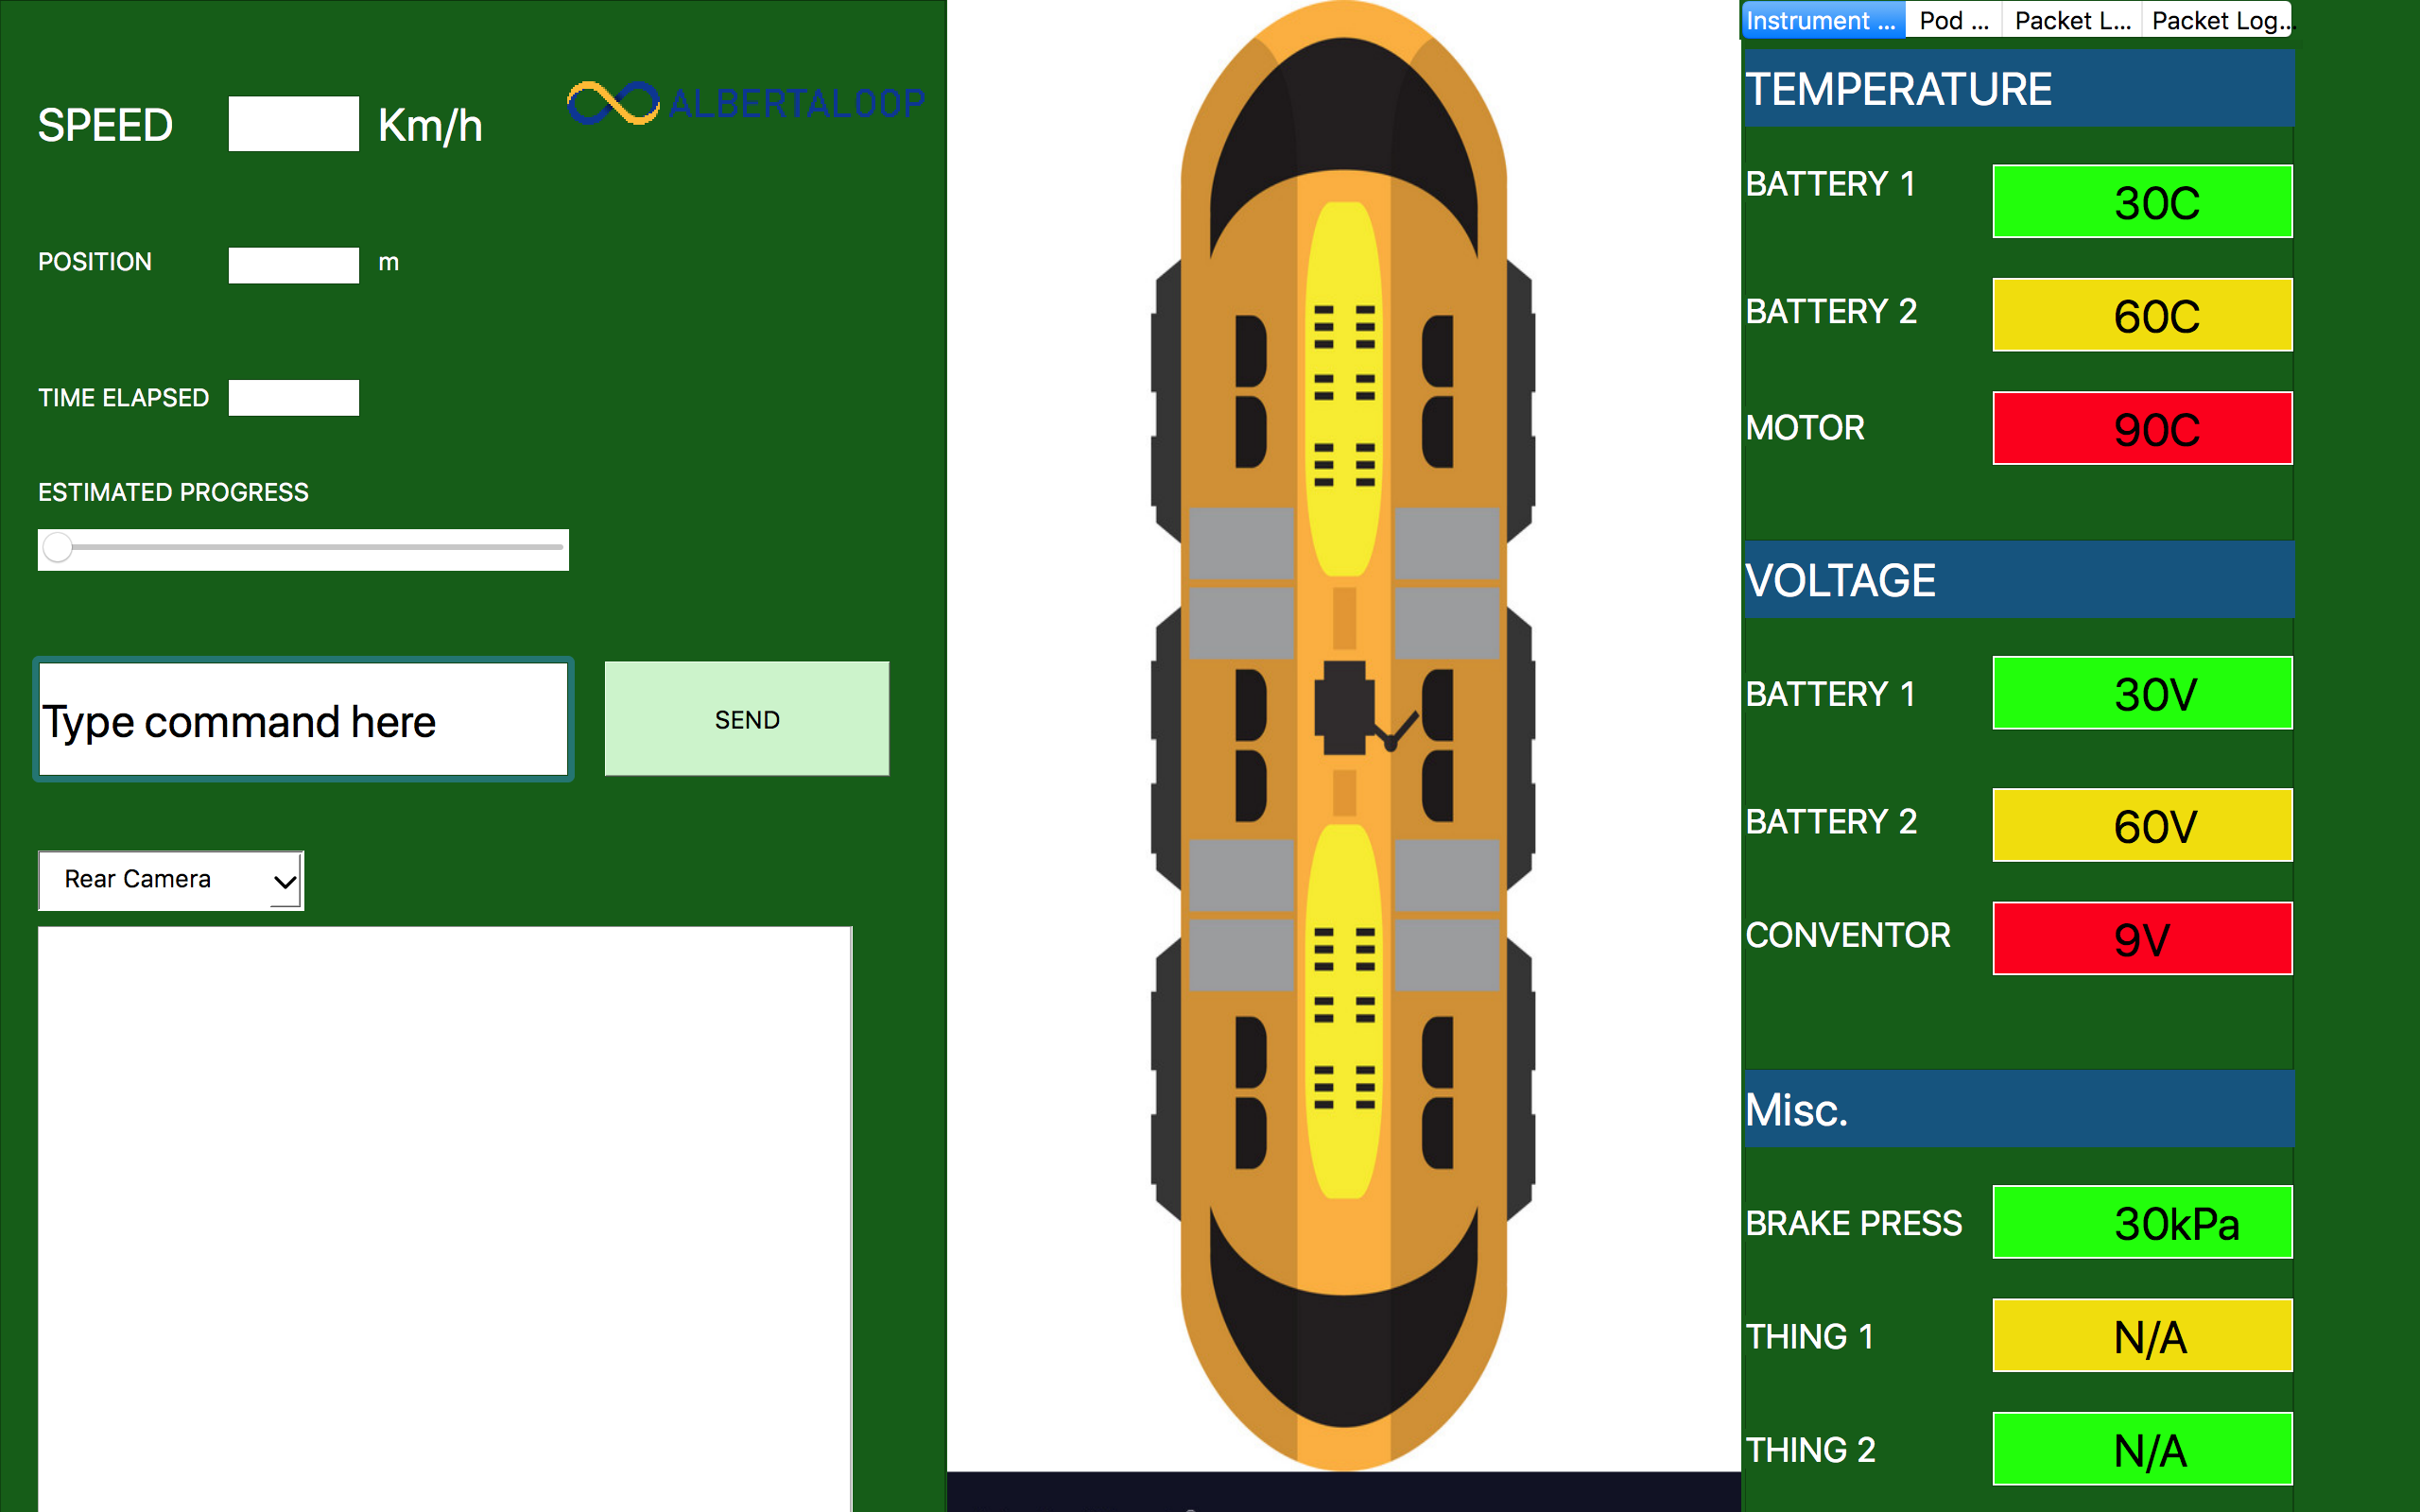 SPEED Km/h
ALBERTALOOP
POSITION m
TIME ELAPSED
ESTIMATED PROGRESS
Type command here
SEND
Rear Camera
Instrument ... Pod ... Packet L... Packet Log...
TEMPERATURE
BATTERY 1 30C
BATTERY 2 60C
MOTOR 90C
VOLTAGE
BATTERY 1 30V
BATTERY 2 60V
CONVENTOR 9V
Misc.
BRAKE PRESS 30kPa
THING 1 N/A
THING 2 N/A